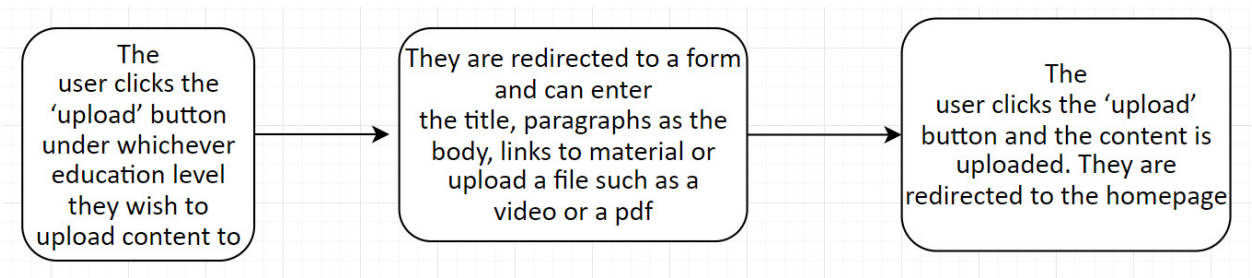 The
user clicks the
‘upload’ button
under whichever
education level
they wish to
upload content to
They are redirected to a form
and can enter
the title, paragraphs as the
body, links to material or
upload a file such as a
video or a pdf
The
user clicks the ‘upload’
button and the content is
uploaded. They are
redirected to the homepage